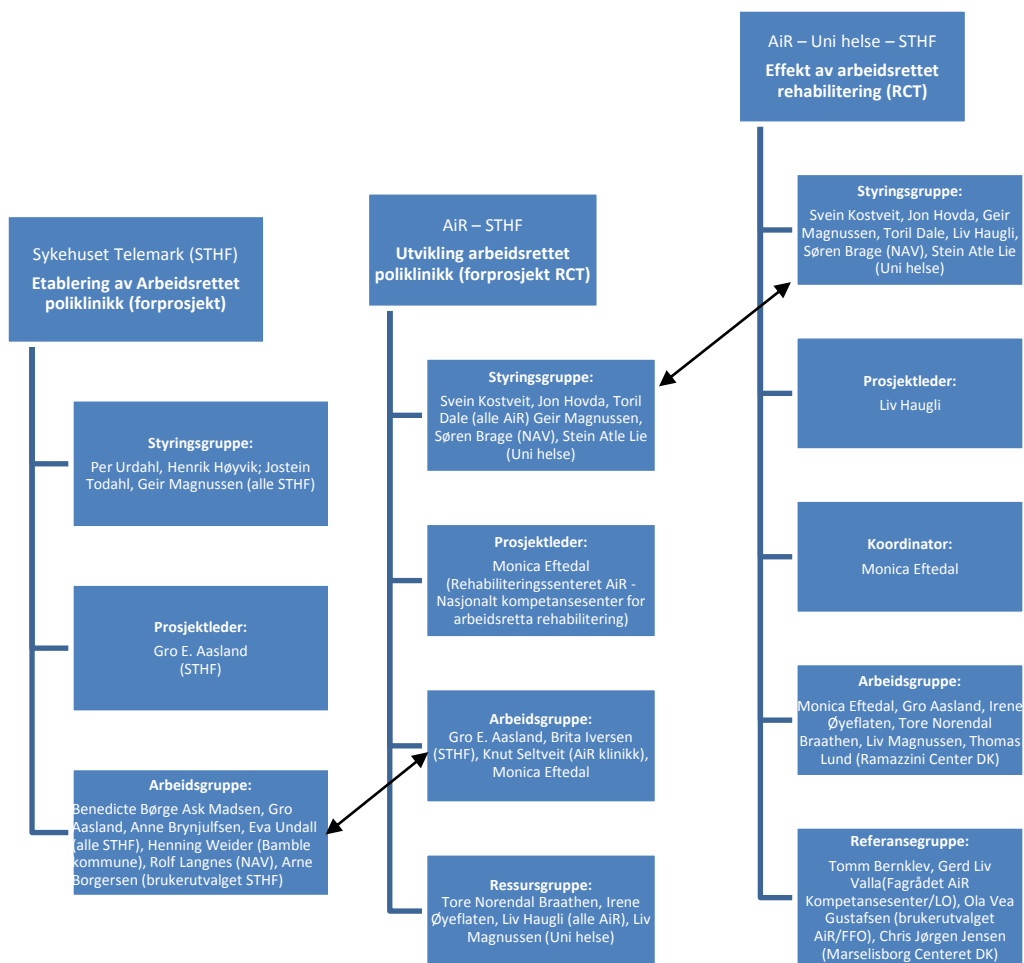 Sykehuset Telemark (STHF)
Etablering av Arbeidsrettet
poliklinikk (forprosjekt)
Styringsgruppe:
Per Urdahl, Henrik Høyvik; Jostein
Todahl, Geir Magnussen (alle STHF)
Prosjektleder:
Gro E. Aasland
(STHF)
Arbeidsgruppe:
Benedicte Børge Ask Madsen, Gro
Aasland, Anne Brynjulfsen, Eva Undall
(alle STHF), Henning Weider (Bamble
kommune), Rolf Langnes (NAV), Arne
Borgersen (brukerutvalget STHF)
AiR – STHF
Utvikling arbeidsrettet
poliklinikk (forprosjekt RCT)
Styringsgruppe:
Svein Kostveit, Jon Hovda, Toril
Dale (alle AiR) Geir Magnussen,
Søren Brage (NAV), Stein Atle Lie
(Uni helse)
Prosjektleder:
Monica Eftedal
(Rehabiliteringssenteret AiR -
Nasjonalt kompetansesenter for
arbeidsretta rehabilitering)
Arbeidsgruppe:
Gro E. Aasland, Brita Iversen
(STHF), Knut Seltveit (AiR klinikk),
Monica Eftedal
Ressursgruppe:
Tore Norendal Braathen, Irene
Øyeflaten, Liv Haugli (alle AiR), Liv
Magnussen (Uni helse)
AiR – Uni helse – STHF
Effekt av arbeidsrettet
rehabilitering (RCT)
Styringsgruppe:
Svein Kostveit, Jon Hovda, Geir
Magnussen, Toril Dale, Liv Haugli,
Søren Brage (NAV), Stein Atle Lie
(Uni helse)
Prosjektleder:
Liv Haugli
Koordinator:
Monica Eftedal
Arbeidsgruppe:
Monica Eftedal, Gro Aasland, Irene
Øyeflaten, Tore Norendal
Braathen, Liv Magnussen, Thomas
Lund (Ramazzini Center DK)
Referansegruppe:
Tomm Bernklev, Gerd Liv
Valla(Fagrådet AiR
Kompetansesenter/LO), Ola Vea
Gustafsen (brukerutvalget
AiR/FFO), Chris Jørgen Jensen
(Marselisborg Centeret DK)